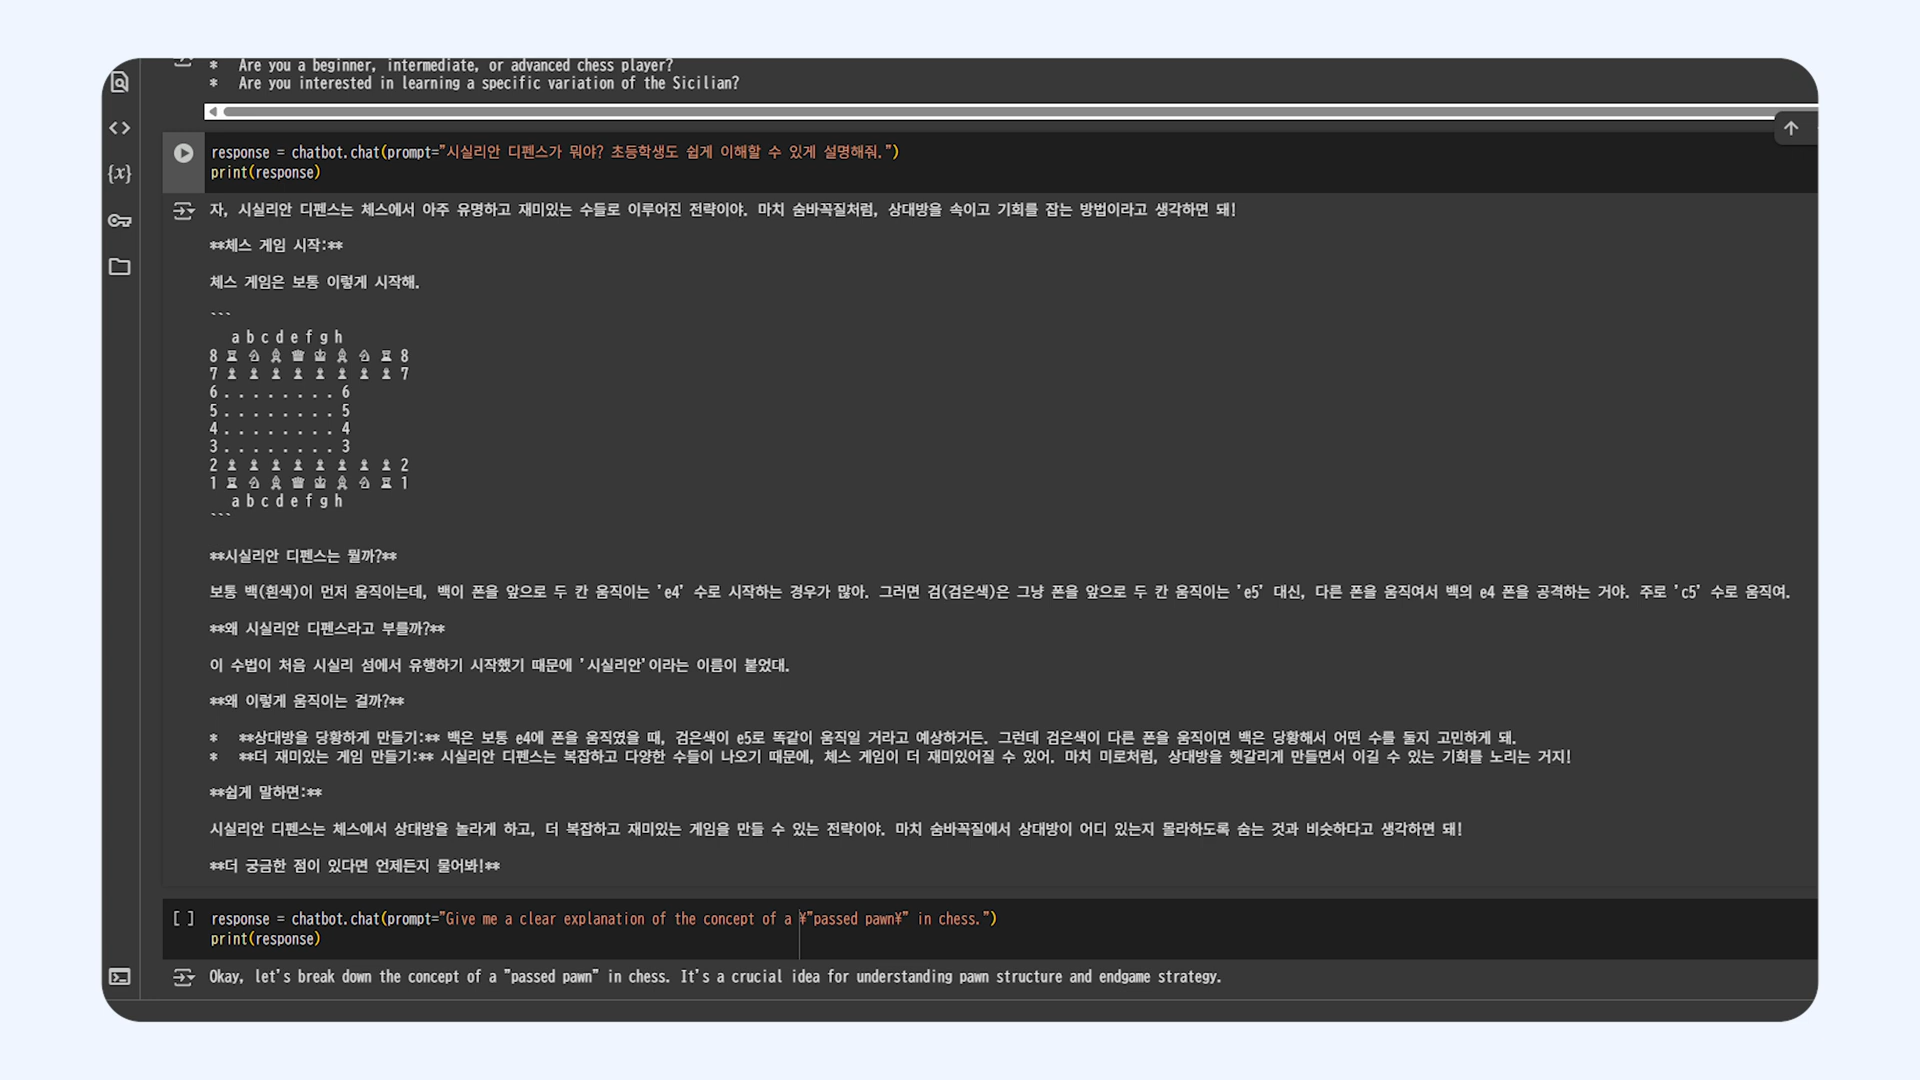 * Are you a beginner, intermediate, or advanced chess player?
* Are you interested in learning a specific variation of the Sicilian?
response = chatbot.chat(prompt="시실리안 디펜스가 뭐야? 초등학생도 쉽게 이해할 수 있게 설명해줘.")
print(response)
자, 시실리안 디펜스는 체스에서 아주 유명하고 재미있는 수들로 이루어진 전략이야. 마치 숨바꼭질처럼, 상대방을 속이고 기회를 잡는 방법이라고 생각하면 돼!
**체스 게임 시작:**
체스 게임은 보통 이렇게 시작해.
```
a b c d e f g h
8 ♖ ♘ ♗ ♛ ♔ ♗ ♘ ♖ 8
7 ♟ ♟ ♟ ♟ ♟ ♟ ♟ ♟ 7
6 . . . . . . . . 6
5 . . . . . . . . 5
4 . . . . . . . . 4
3 . . . . . . . . 3
2 ♟ ♟ ♟ ♟ ♟ ♟ ♟ ♟ 2
1 ♖ ♘ ♗ ♛ ♔ ♗ ♘ ♖ 1
a b c d e f g h
```
**시실리안 디펜스는 뭘까?**
보통 백(흰색)이 먼저 움직이는데, 백이 폰을 앞으로 두 칸 움직이는 'e4' 수로 시작하는 경우가 많아. 그러면 검(검은색)은 그냥 폰을 앞으로 두 칸 움직이는 'e5' 대신, 다른 폰을 움직여서 백의 e4 폰을 공격하는 거야. 주로 'c5' 수로 움직여.
**왜 시실리안 디펜스라고 부를까?**
이 수법이 처음 시실리 섬에서 유행하기 시작했기 때문에 '시실리안'이라는 이름이 붙었대.
**왜 이렇게 움직이는 걸까?**
* **상대방을 당황하게 만들기:** 백은 보통 e4에 폰을 움직였을 때, 검은색이 e5로 똑같이 움직일 거라고 예상하거든. 그런데 검은색이 다른 폰을 움직이면 백은 당황해서 어떤 수를 둘지 고민하게 돼.
* **더 재미있는 게임 만들기:** 시실리안 디펜스는 복잡하고 다양한 수들이 나오기 때문에, 체스 게임이 더 재미있어질 수 있어. 마치 미로처럼, 상대방을 헷갈리게 만들면서 이길 수 있는 기회를 노리는 거지!
**쉽게 말하면:**
시실리안 디펜스는 체스에서 상대방을 놀라게 하고, 더 복잡하고 재미있는 게임을 만들 수 있는 전략이야. 마치 숨바꼭질에서 상대방이 어디 있는지 몰라하도록 숨는 것과 비슷하다고 생각하면 돼!
**더 궁금한 점이 있다면 언제든지 물어봐!**
[ ] response = chatbot.chat(prompt="Give me a clear explanation of the concept of a ¥"passed pawn¥" in chess.")
print(response)
Okay, let's break down the concept of a "passed pawn" in chess. It's a crucial idea for understanding pawn structure and endgame strategy.